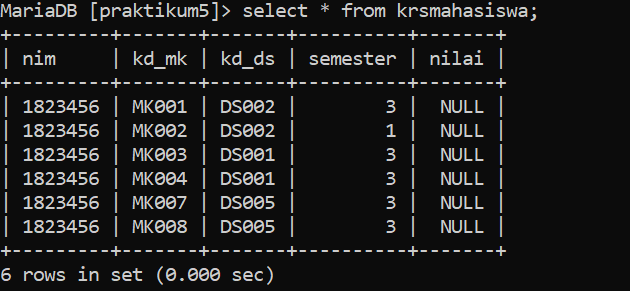 MariaDB [praktikum5]> select * from krsmahasiswa;
+---------+-------+-------+----------+-------+
| nim     | kd_mk | kd_ds | semester | nilai |
+---------+-------+-------+----------+-------+
| 1823456 | MK001 | DS002 |        3 |  NULL |
| 1823456 | MK002 | DS002 |        1 |  NULL |
| 1823456 | MK003 | DS001 |        3 |  NULL |
| 1823456 | MK004 | DS001 |        3 |  NULL |
| 1823456 | MK007 | DS005 |        3 |  NULL |
| 1823456 | MK008 | DS005 |        3 |  NULL |
+---------+-------+-------+----------+-------+
6 rows in set (0.000 sec)